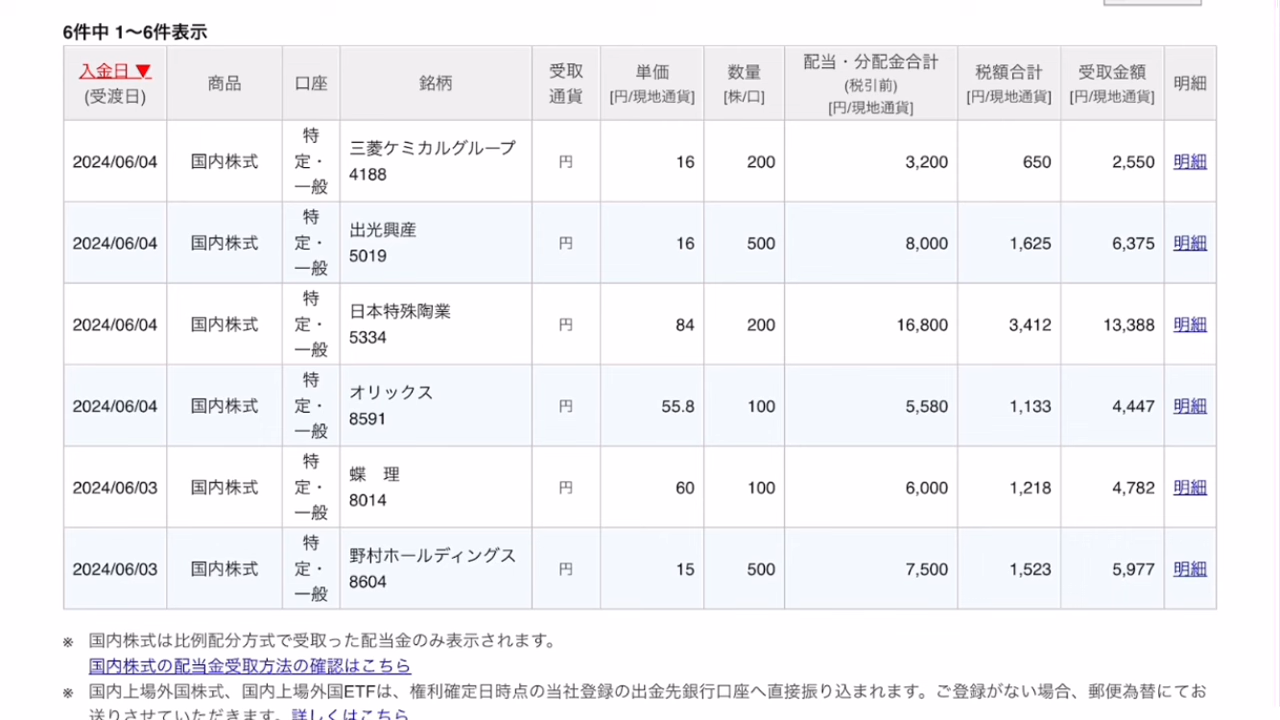 6件中 1〜6件表示
入金日▼ 商品 口座 銘柄 受取 単価 数量 配当・分配金合計 税額合計 受取金額 明細
(受渡日) 通貨 [円/現地通貨] [株/口] (税引前) [円/現地通貨] [円/現地通貨]
[円/現地通貨]
2024/06/04 国内株式 特定・一般 三菱ケミカルグループ 円 16 200 3,200 650 2,550 明細
4188
2024/06/04 国内株式 特定・一般 出光興産 円 16 500 8,000 1,625 6,375 明細
5019
2024/06/04 国内株式 特定・一般 日本特殊陶業 円 84 200 16,800 3,412 13,388 明細
5334
2024/06/04 国内株式 特定・一般 オリックス 円 55.8 100 5,580 1,133 4,447 明細
8591
2024/06/03 国内株式 特定・一般 蝶　理 円 60 100 6,000 1,218 4,782 明細
8014
2024/06/03 国内株式 特定・一般 野村ホールディングス 円 15 500 7,500 1,523 5,977 明細
8604
※ 国内株式は比例配分方式で受取った配当金のみ表示されます。
国内株式の配当金受取方法の確認はこちら
※ 国内上場外国株式、国内上場外国ETFは、権利確定日時点の当社登録の出金先銀行口座へ直接振り込まれます。ご登録がない場合、郵便為替にてお
送りさせていただきます。詳しくはこちら